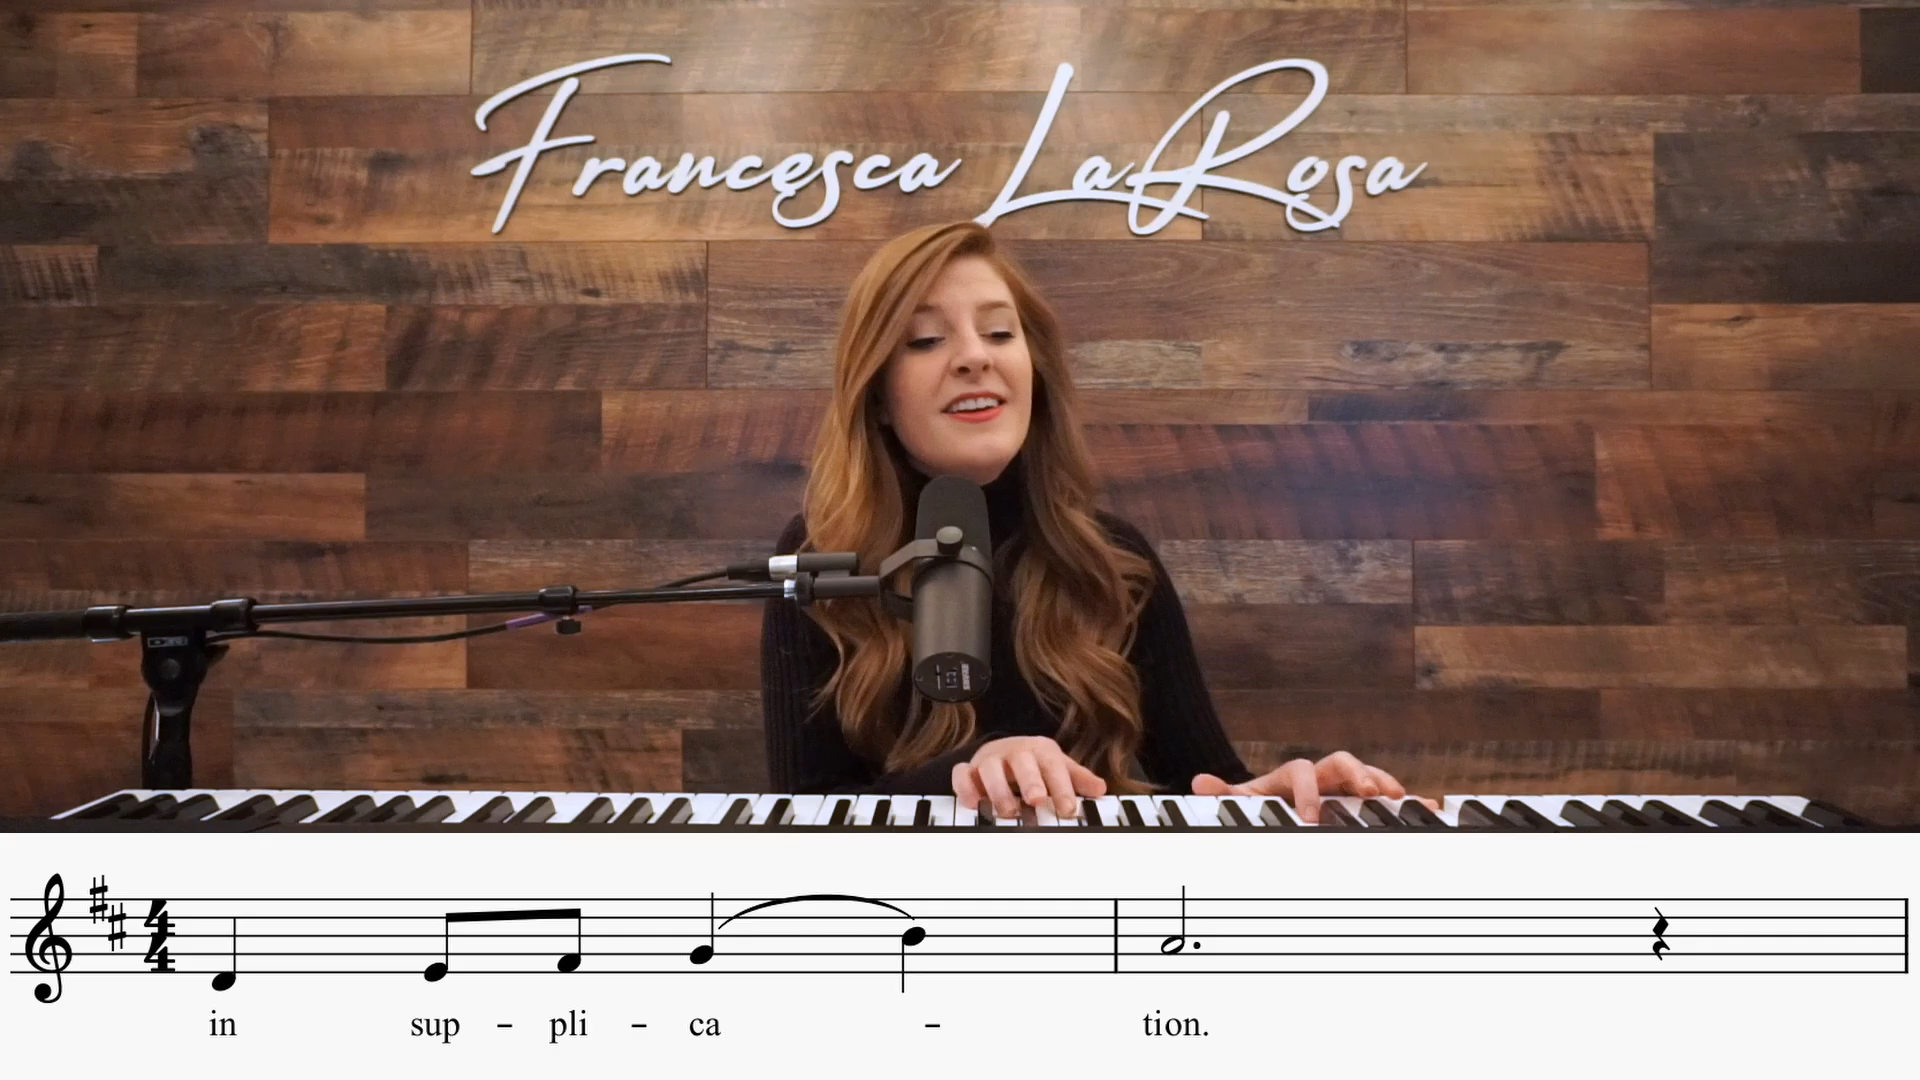 Francesca LaRosa
in sup - pli - ca - tion.